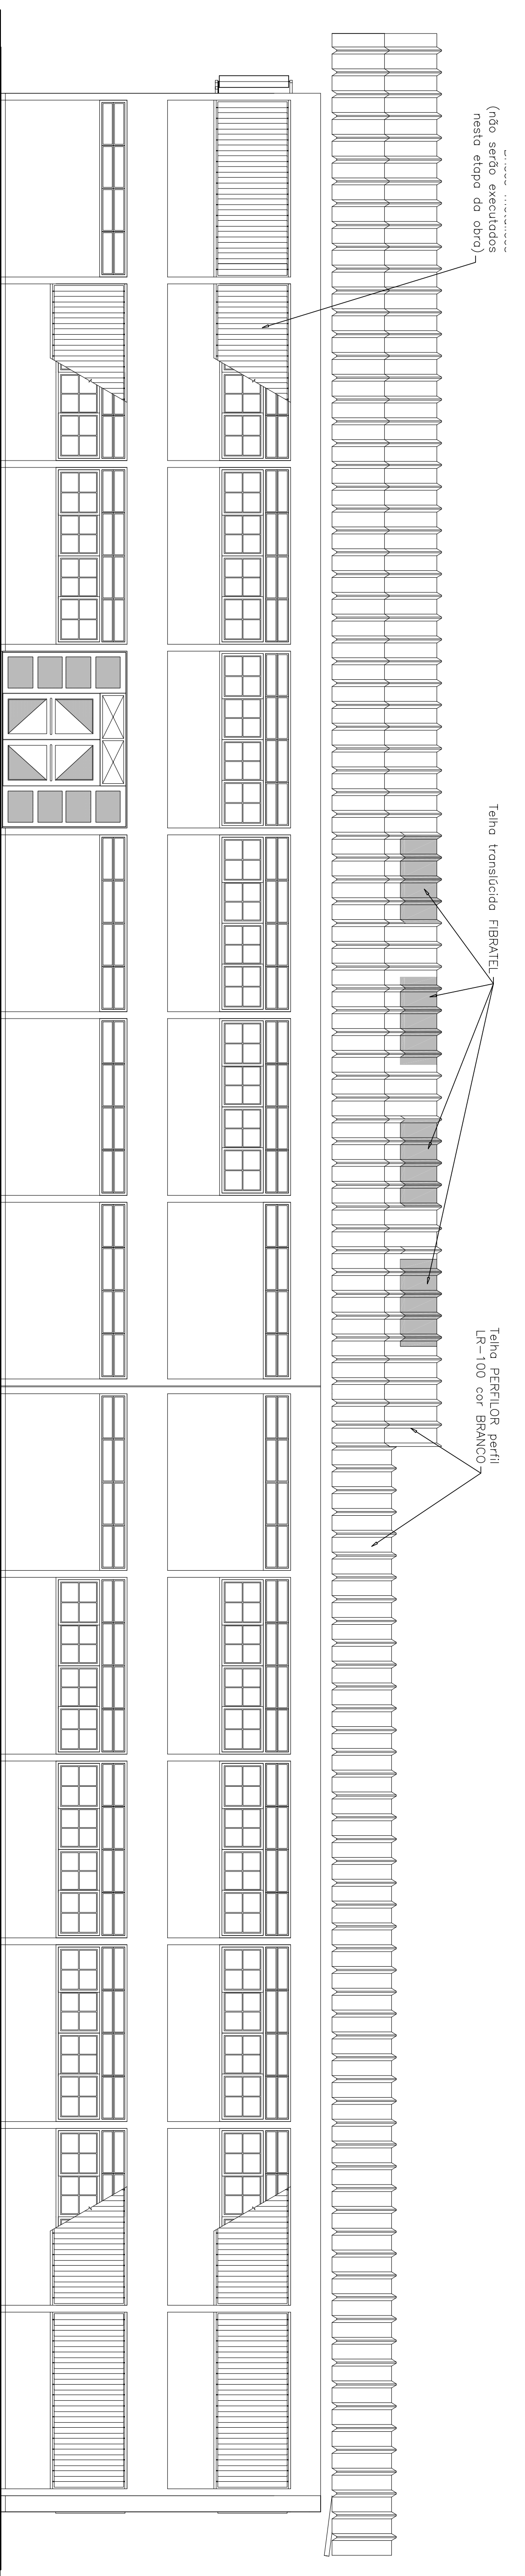 (não serão executados
nesta etapa da obra)
Telha translúcida FIBRATEL
Telha PERFILOR perfil
LR-100 cor BRANCO